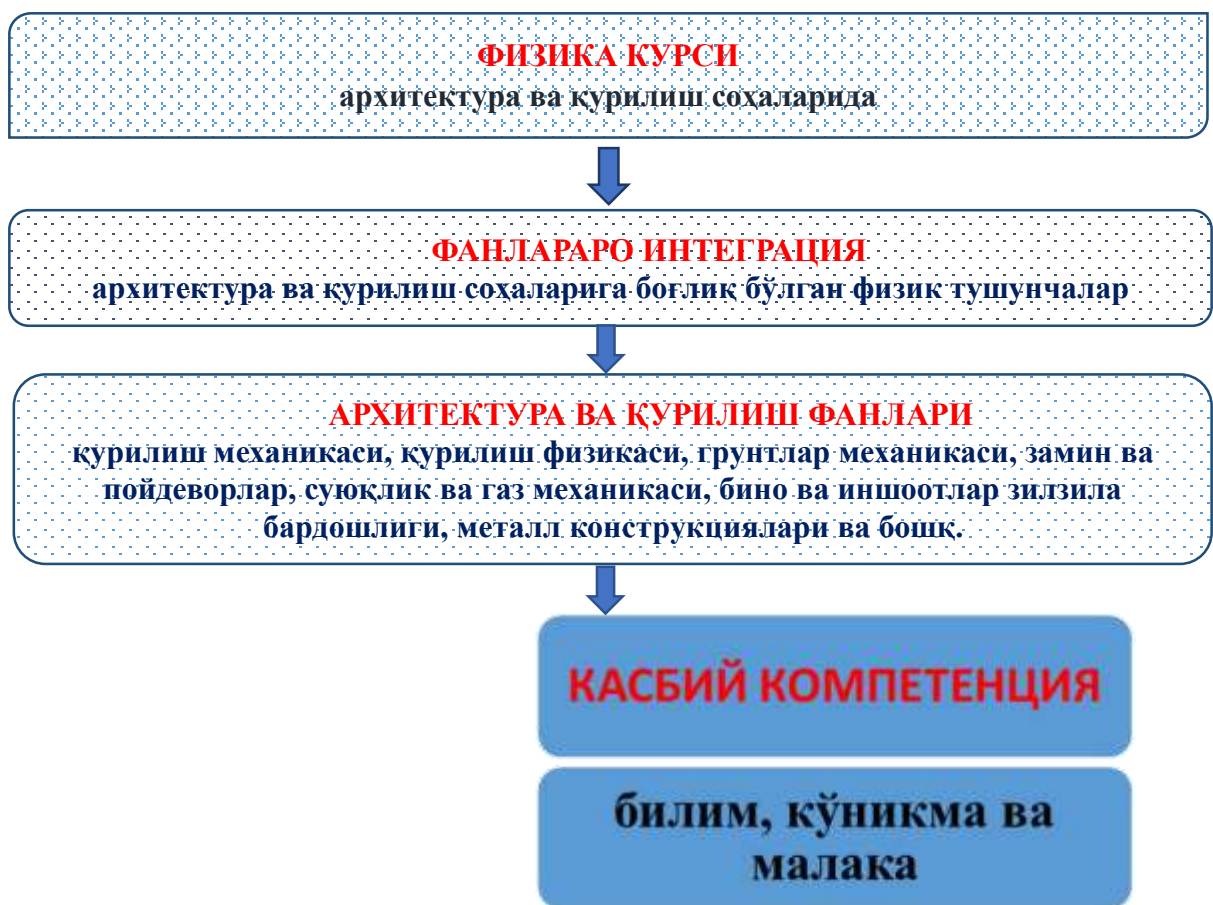 ФИЗИКА КУРСИ
архитектура ва қурилиш соҳаларида
ФАНЛАРАРО ИНТЕГРАЦИЯ
архитектура ва қурилиш соҳаларига боғлиқ бўлган физик тушунчалар
АРХИТЕКТУРА ВА ҚУРИЛИШ ФАНЛАРИ
қурилиш механикаси, қурилиш физикаси, грунтлар механикаси, замин ва
пойдеворлар, суюқлик ва газ механикаси, бино ва иншоотлар зилзила
бардошлиги, металл конструкциялари ва бошқ.
КАСБИЙ КОМПЕТЕНЦИЯ
билим, кўникма ва
малака